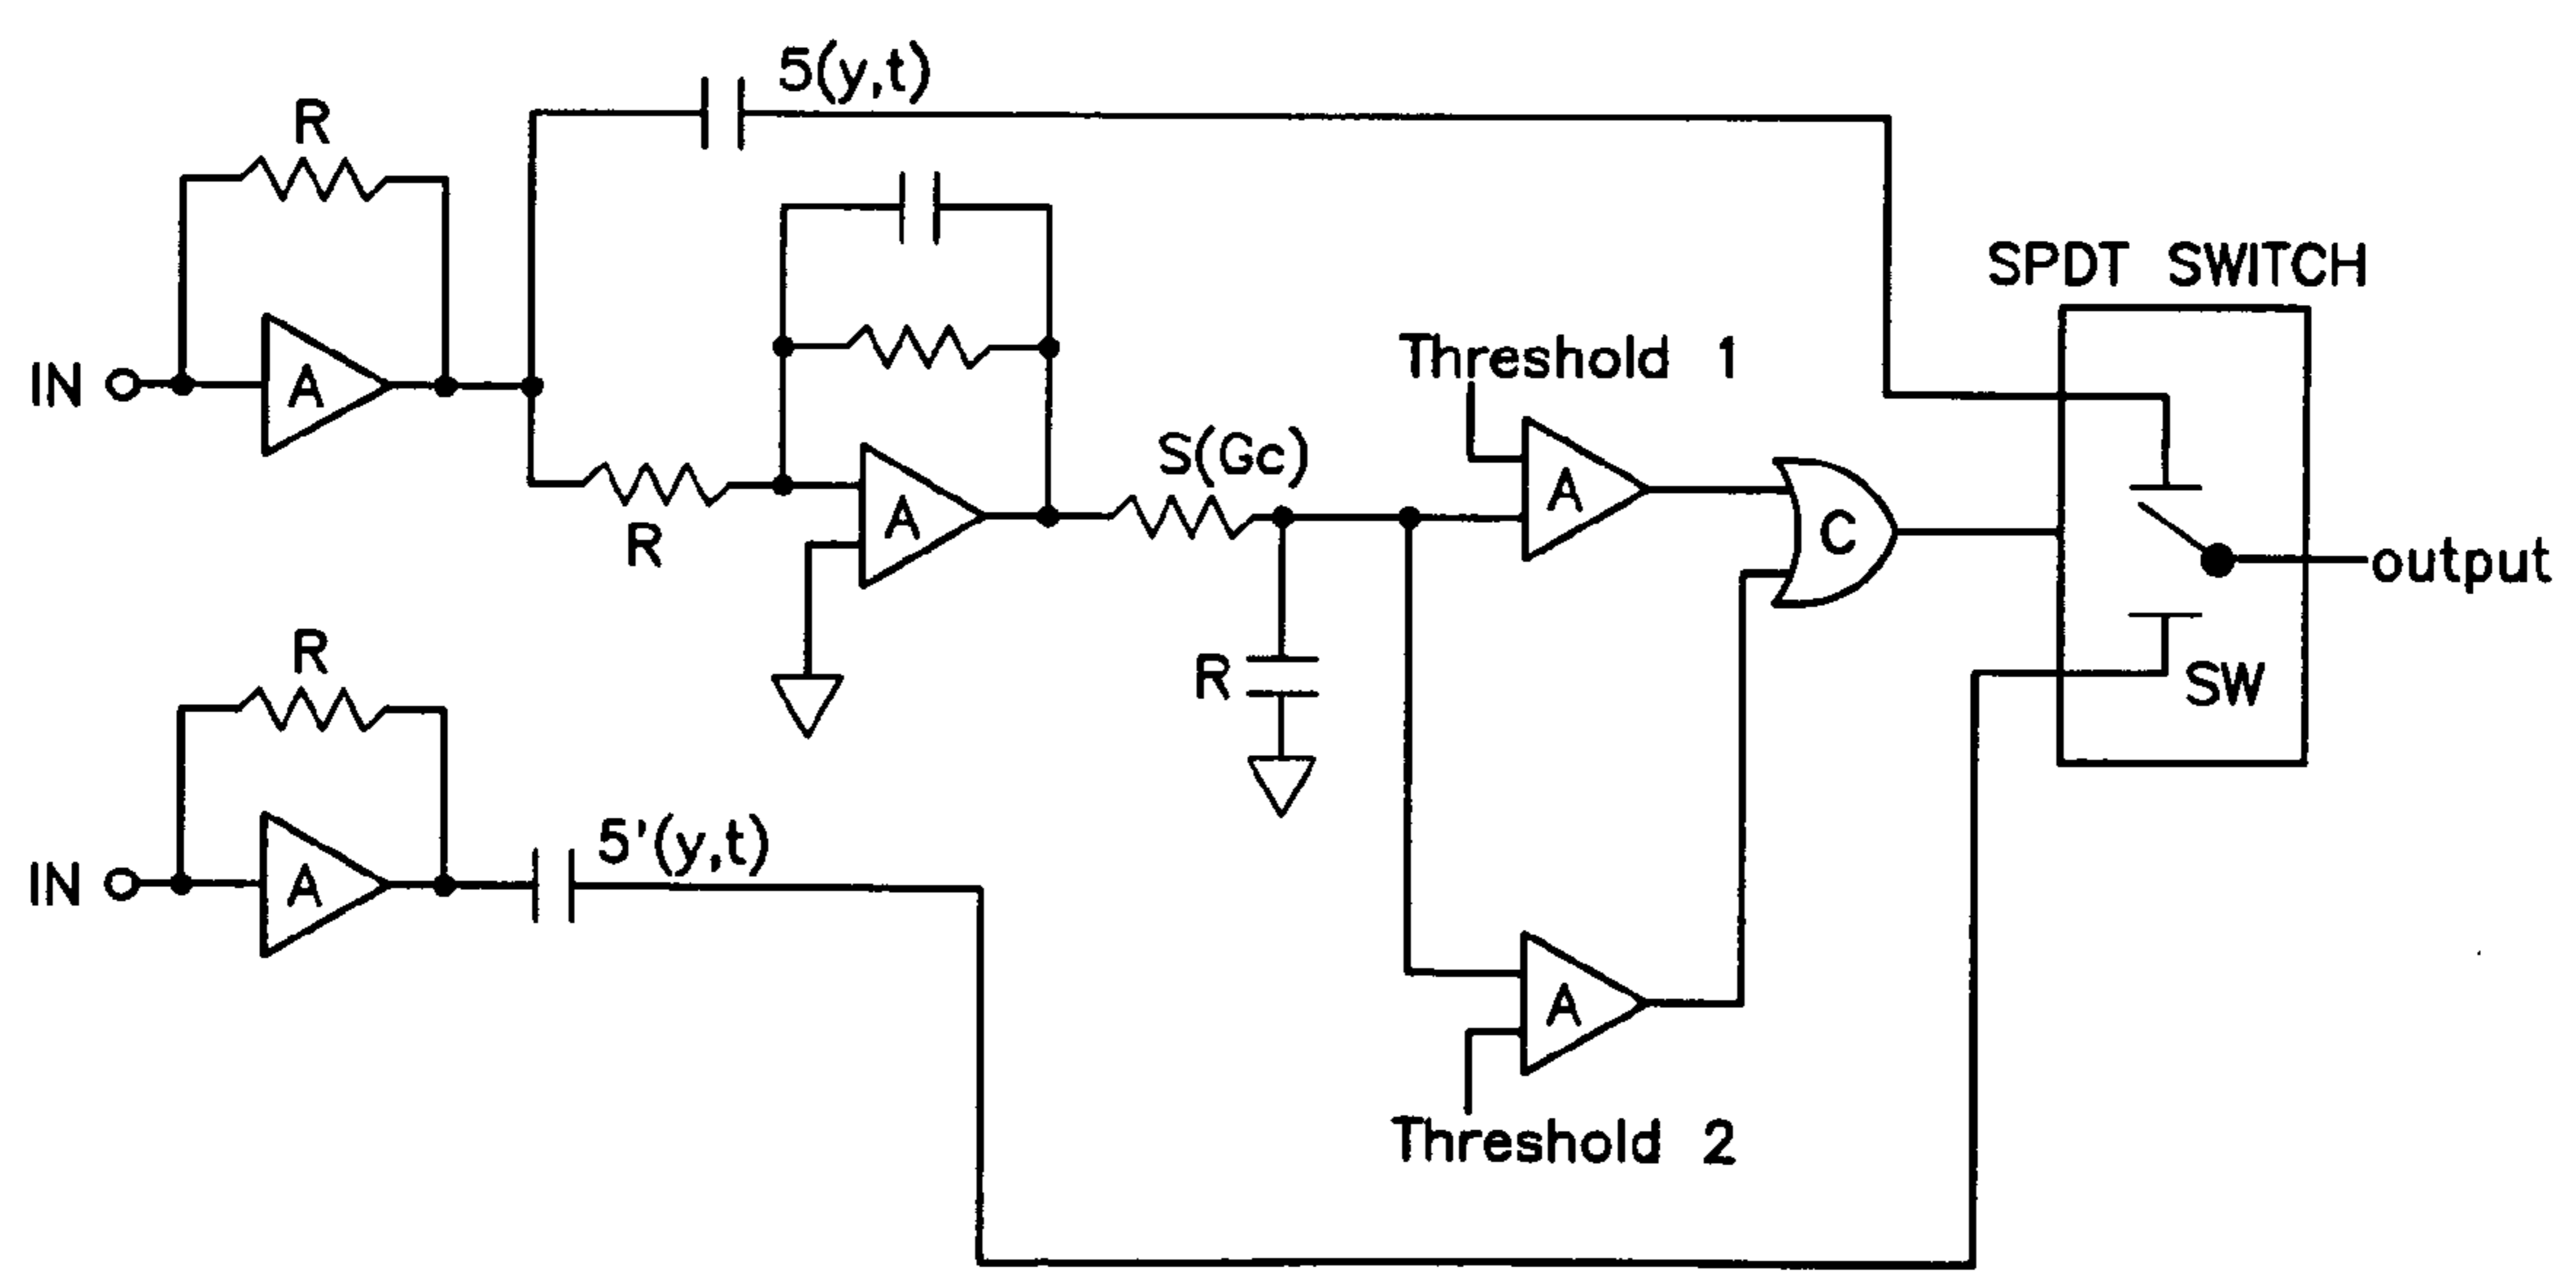 5(y,t)
R
SPDT SWITCH
Threshold 1
IN
A
S(Gc)
A
C
R
A
output
R
R
SW
5'(y,t)
IN
A
A
Threshold 2